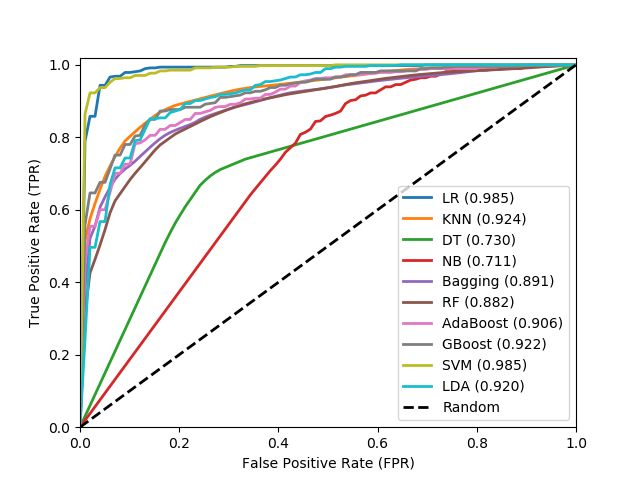 1.0
0.8
0.6
0.4
0.2
0.0
True Positive Rate (TPR)
LR (0.985)
KNN (0.924)
DT (0.730)
NB (0.711)
Bagging (0.891)
RF (0.882)
AdaBoost (0.906)
GBoost (0.922)
SVM (0.985)
LDA (0.920)
Random
0.0 0.2 0.4 0.6 0.8 1.0
False Positive Rate (FPR)